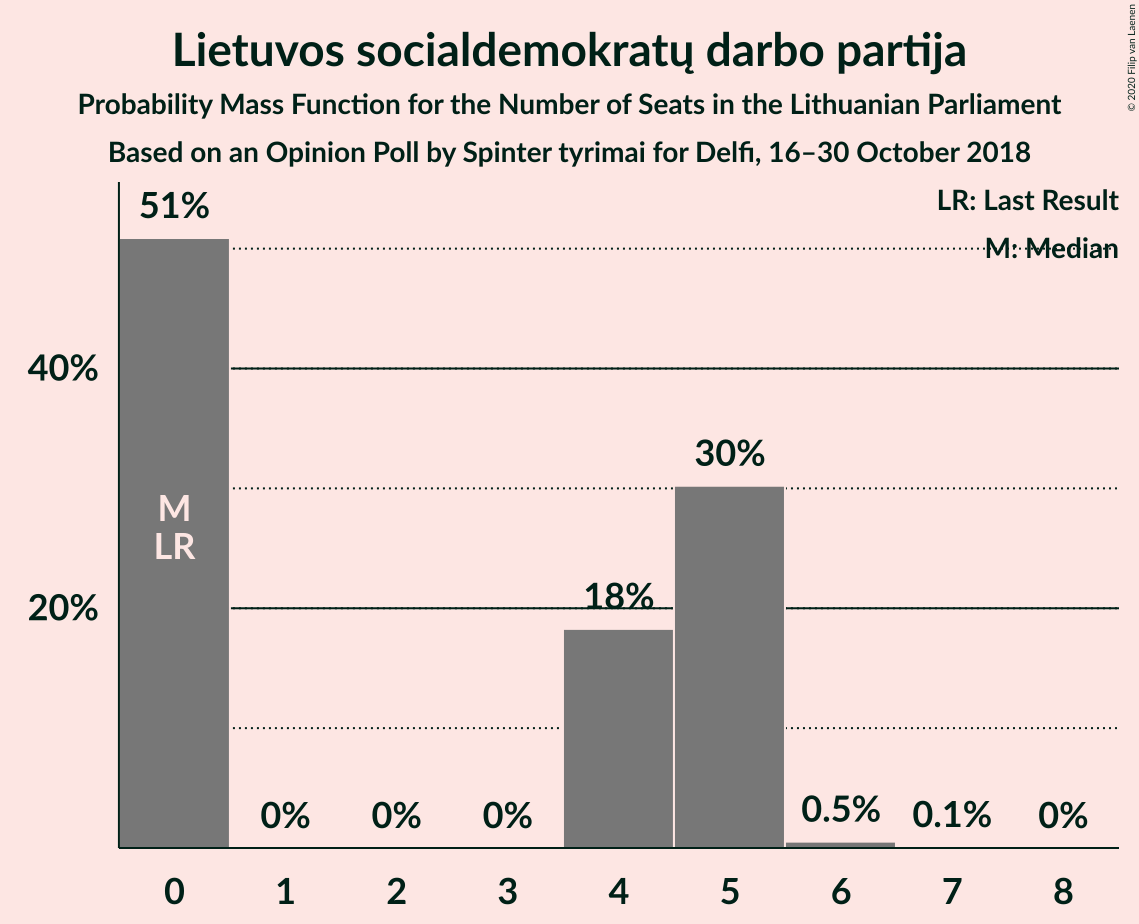 Lietuvos socialdemokratų darbo partija
Probability Mass Function for the Number of Seats in the Lithuanian Parliament
Based on an Opinion Poll by Spinter tyrimai for Delfi, 16–30 October 2018
© 2020 Filip van Laenen
LR: Last Result
M: Median
51%
40%
30%
M
LR
18%
20%
0%
0%
0%
0.5%
0.1%
0%
0
1
2
3
4
5
6
7
8